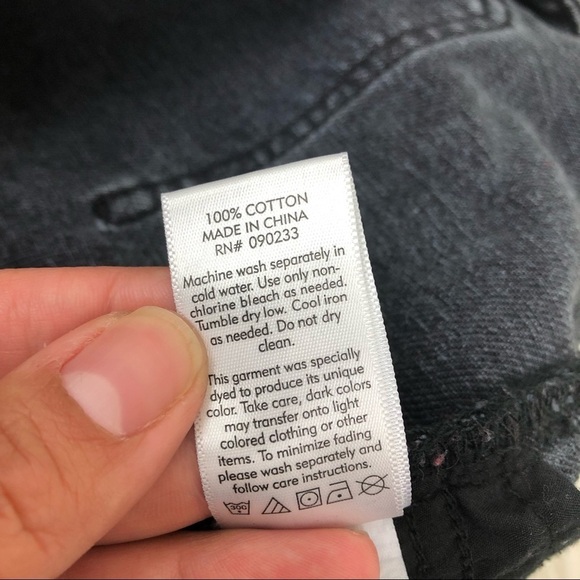 100% COTTON
MADE IN CHINA
RN# 090233
Machine wash separately in
cold water. Use only non-
chlorine bleach as needed.
Tumble dry low. Cool iron
as needed. Do not dry
clean.
This garment was specially
dyed to produce its unique
color. Take care, dark colors
may transfer onto light
colored clothing or other
items. To minimize fading
please wash separately and
follow care instructions.